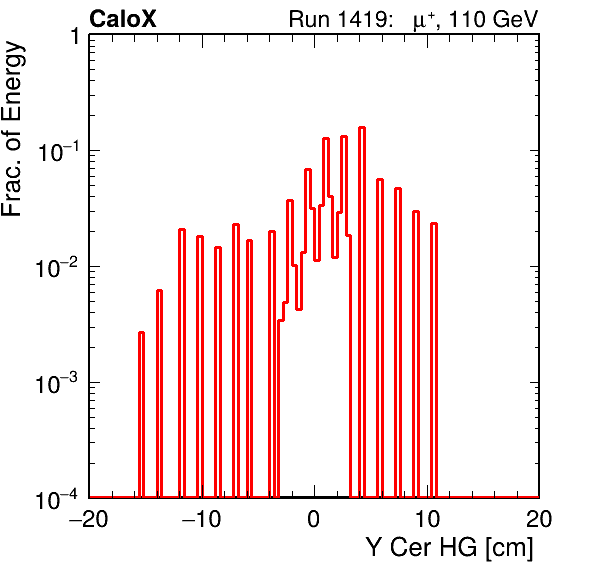 CaloX Run 1419: μ⁺, 110 GeV
Frac. of Energy
1
10⁻¹
10⁻²
10⁻³
10⁻⁴
−20 −10 0 10 20
Y Cer HG [cm]